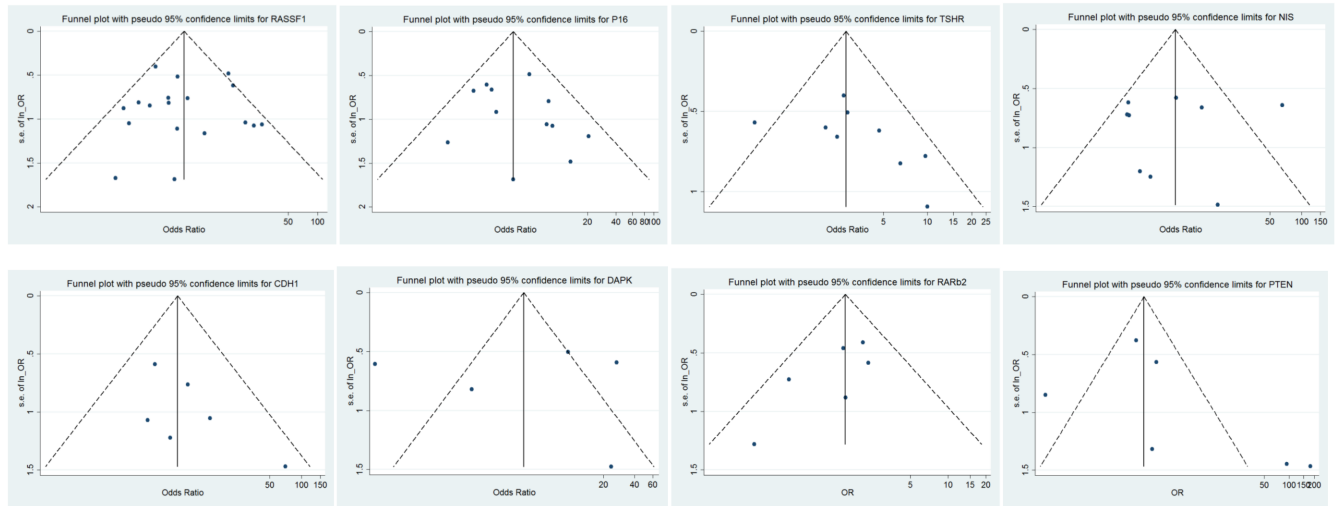 Funnel plot with pseudo 95% confidence limits for RASSF1
0
.5
1
1.5
2
s.e. of ln_OR
50 100
Odds Ratio
Funnel plot with pseudo 95% confidence limits for P16
0
.5
1
1.5
2
s.e. of ln_OR
20 40 60 80100
Odds Ratio
Funnel plot with pseudo 95% confidence limits for TSHR
0
.5
1
s.e. of ln_OR
5 10 15 20 25
Odds Ratio
Funnel plot with pseudo 95% confidence limits for NIS
0
.5
1
1.5
s.e. of ln_OR
50 100 150
Odds Ratio
Funnel plot with pseudo 95% confidence limits for CDH1
0
.5
1
1.5
s.e. of ln_OR
50 100 150
Odds Ratio
Funnel plot with pseudo 95% confidence limits for DAPK
0
.5
1
1.5
s.e. of ln_OR
20 40 60
Odds Ratio
Funnel plot with pseudo 95% confidence limits for RARb2
0
.5
1
1.5
s.e. of ln_OR
5 10 15 20
OR
Funnel plot with pseudo 95% confidence limits for PTEN
0
.5
1
1.5
s.e. of ln_OR
50 100 150 200
OR